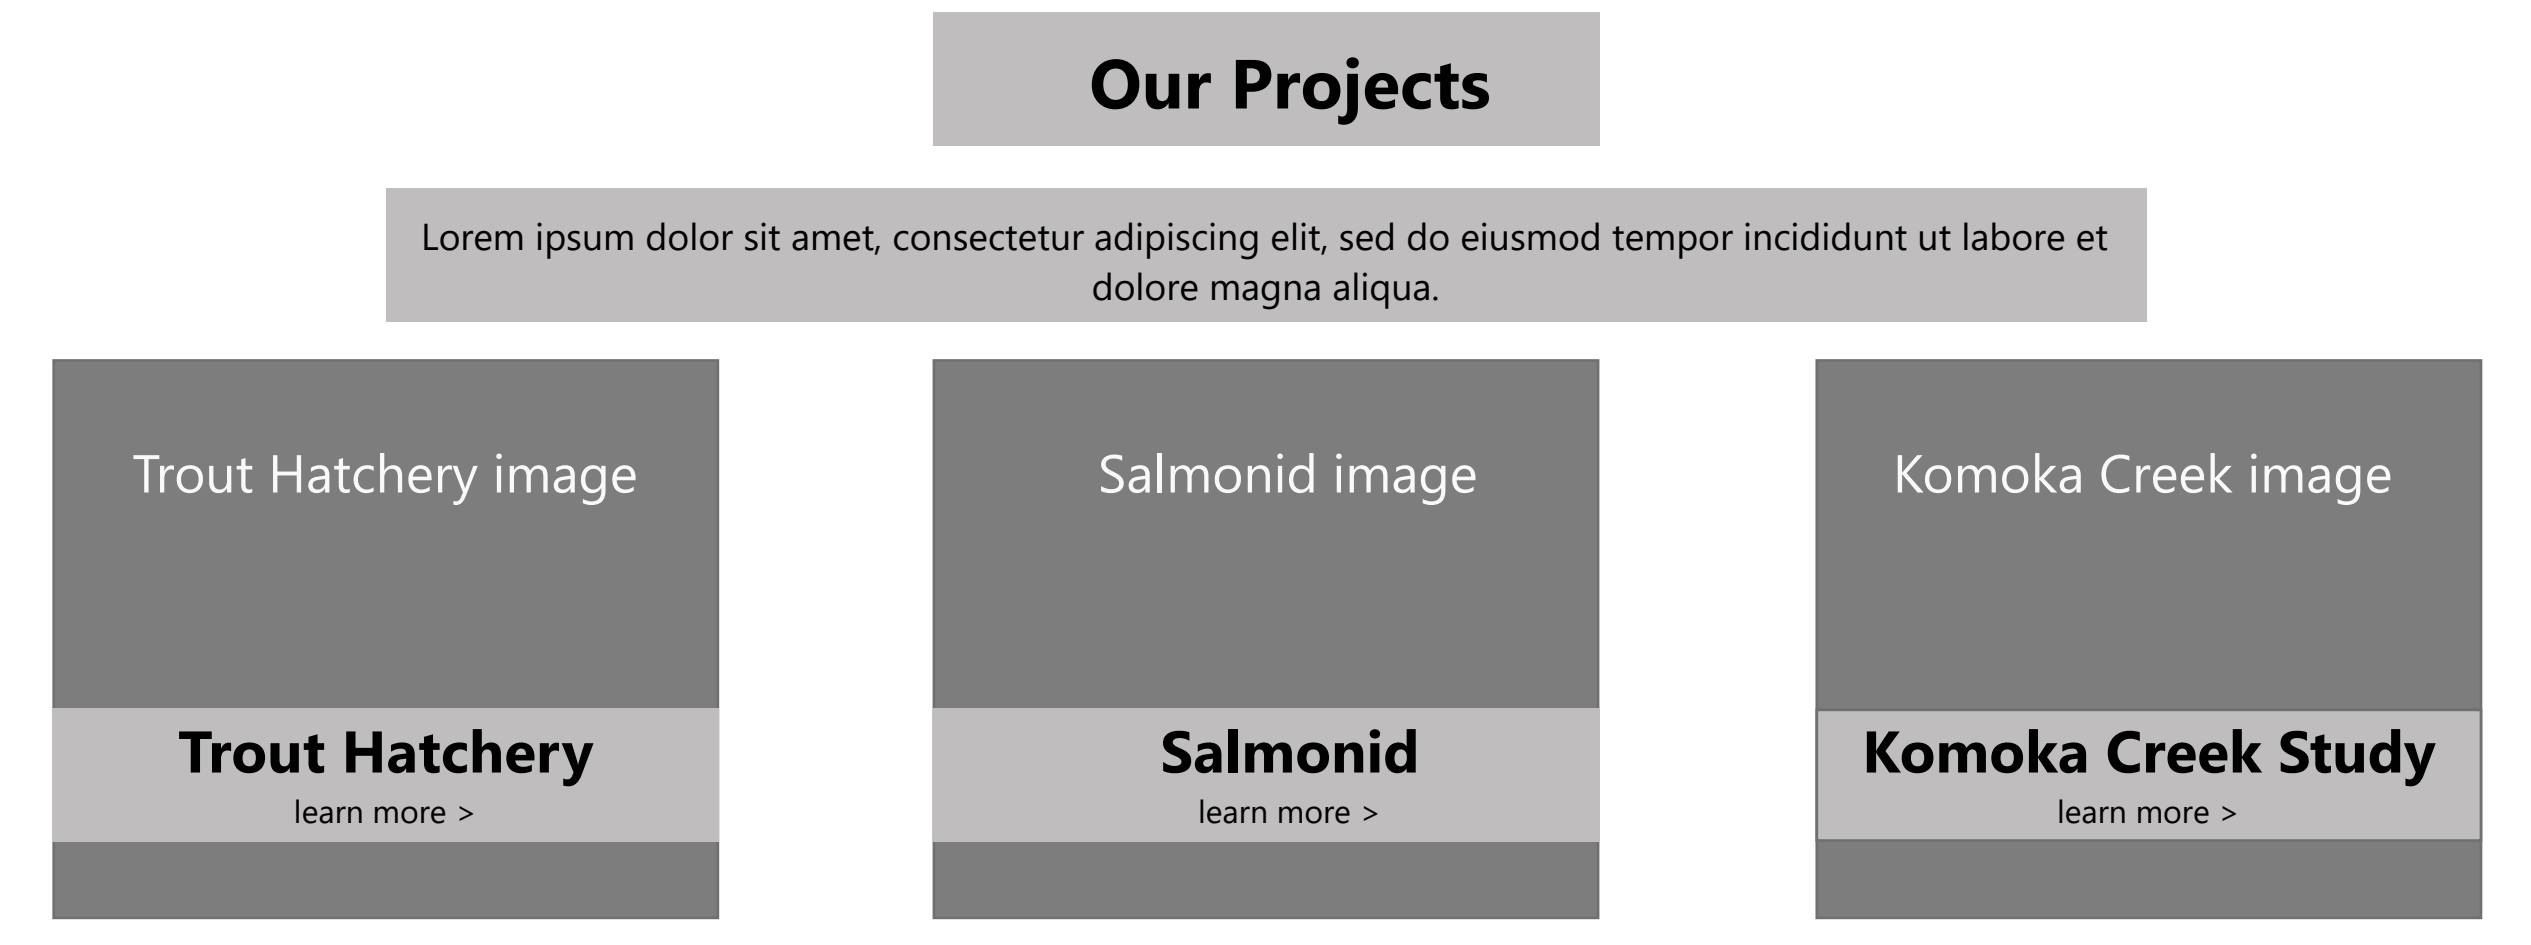 Our Projects
Lorem ipsum dolor sit amet, consectetur adipiscing elit, sed do eiusmod tempor incididunt ut labore et
dolore magna aliqua.
Trout Hatchery image
Salmonid image
Komoka Creek image
Trout Hatchery
learn more >
Salmonid
learn more >
Komoka Creek Study
learn more >